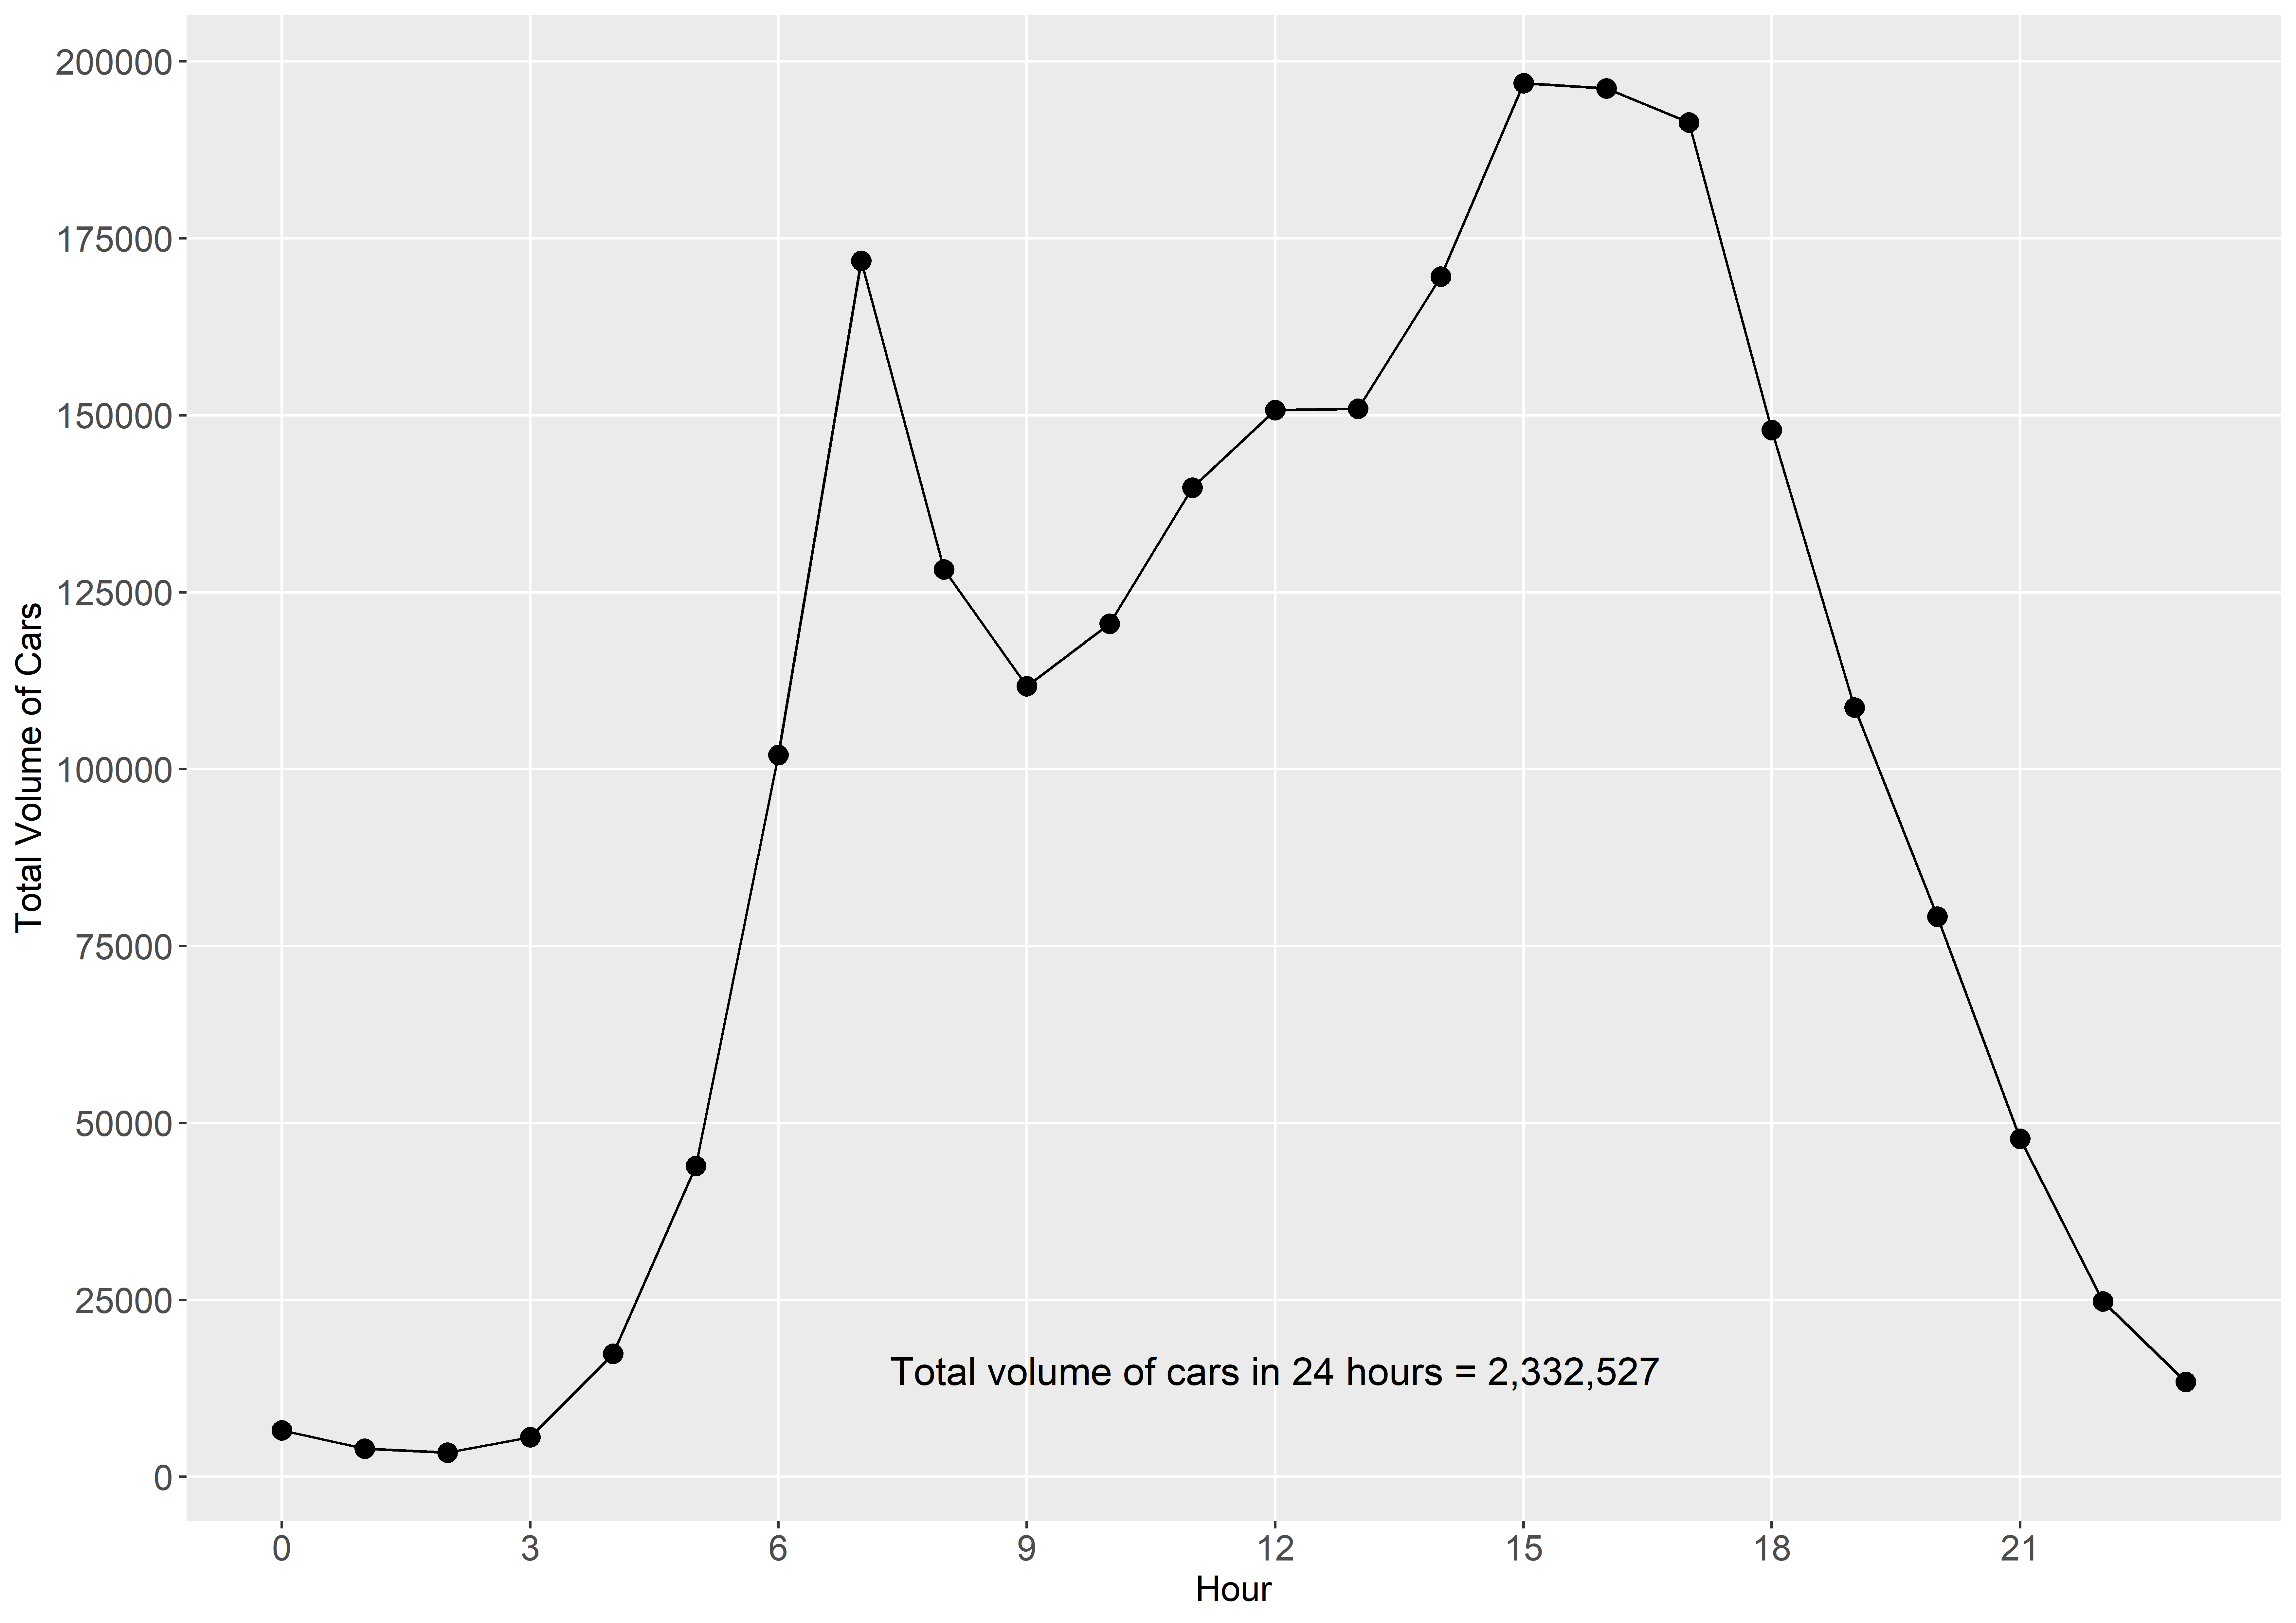 200000
175000
150000
125000
100000
75000
50000
25000
0
Total Volume of Cars
Total volume of cars in 24 hours = 2,332,527
0 3 6 9 12 15 18 21
Hour